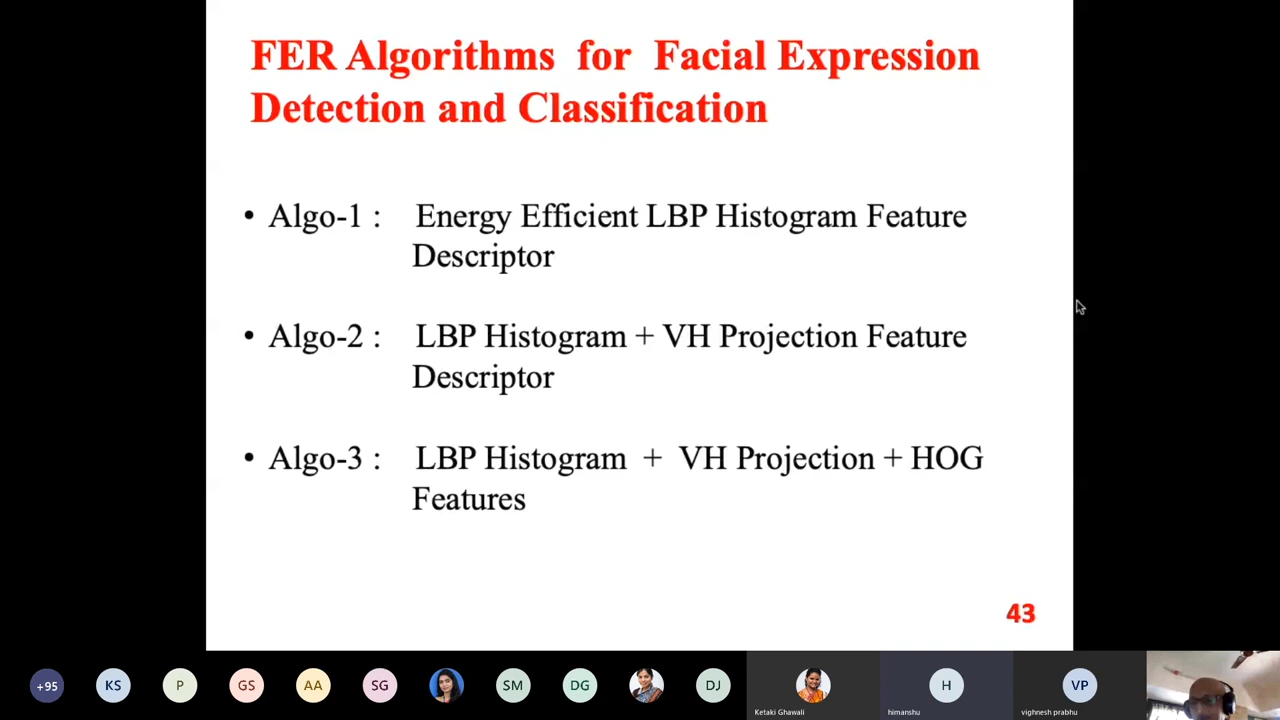 FER Algorithms for Facial Expression
Detection and Classification
• Algo-1 : Energy Efficient LBP Histogram Feature
Descriptor
• Algo-2 : LBP Histogram + VH Projection Feature
Descriptor
• Algo-3 : LBP Histogram + VH Projection + HOG
Features
43
+95 KS P GS AA SG SM DG DJ H VP
Ketaki Ghawali himanshu vighnesh prabhu